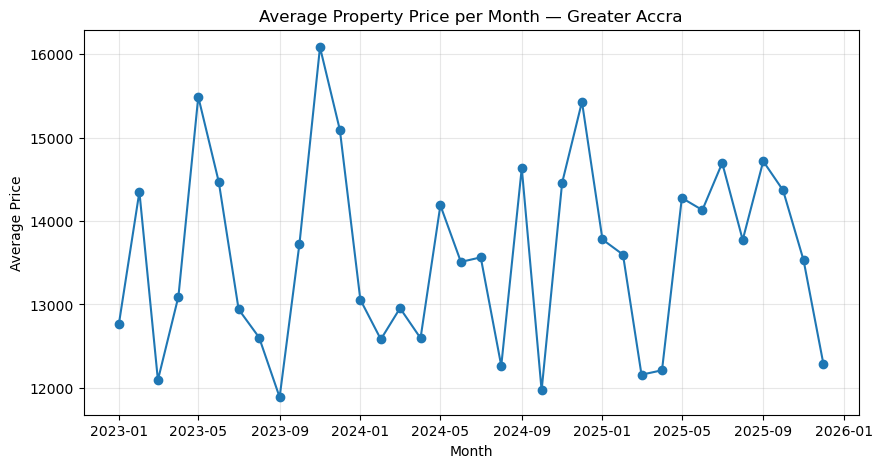 Average Property Price per Month — Greater Accra
16000
15000
14000
13000
12000
Average Price
2023-01 2023-05 2023-09 2024-01 2024-05 2024-09 2025-01 2025-05 2025-09 2026-01
Month